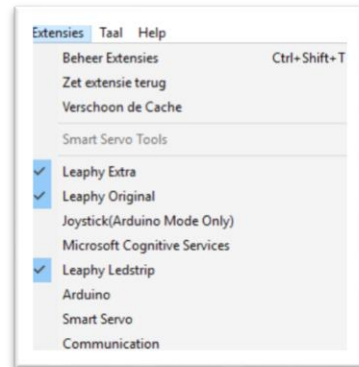 Extensies Taal Help
Beheer Extensies Ctrl+Shift+T
Zet extensie terug
Verschoon de Cache
Smart Servo Tools
Leaphy Extra
Leaphy Original
Joystick(Arduino Mode Only)
Microsoft Cognitive Services
Leaphy Ledstrip
Arduino
Smart Servo
Communication